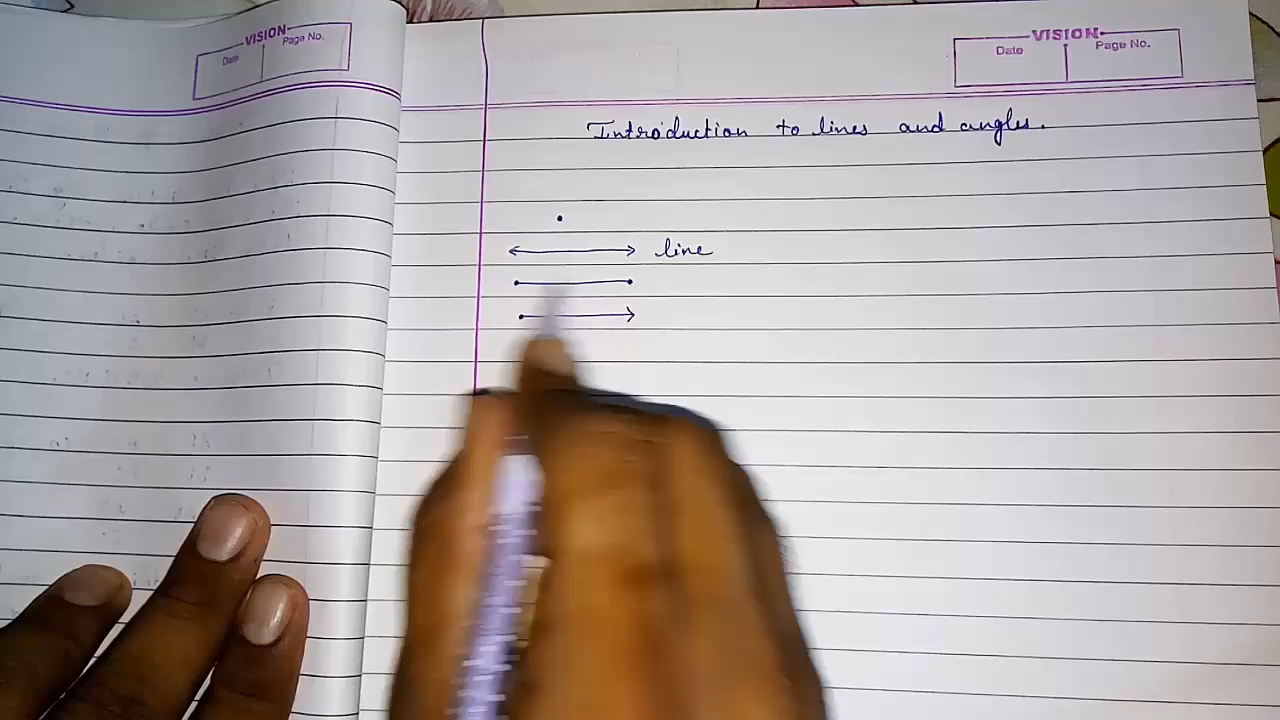 VISION
Date Page No.
VISION
Date Page No.
Introduction to lines and angles.
line